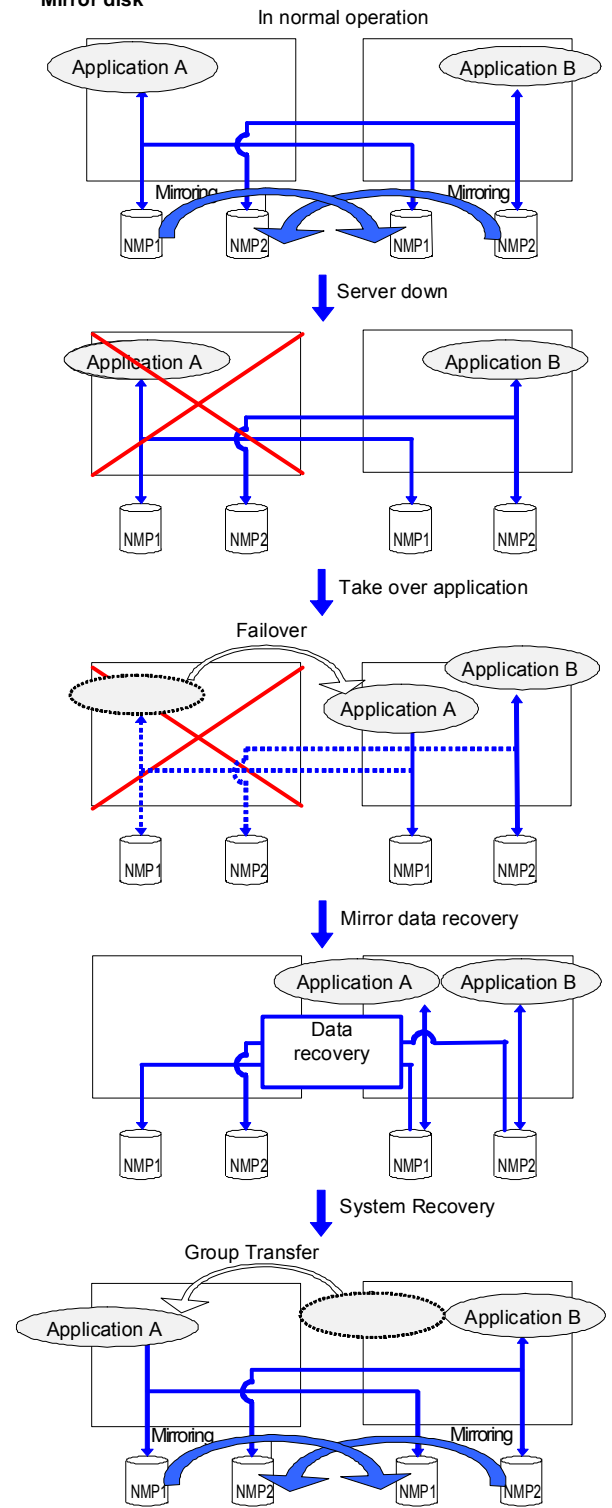 Mirror disk
In normal operation
Application A
Application B
Mirroring
Mirroring
NMP1
NMP2
NMP1
NMP2
Server down
Application A
Application B
NMP1
NMP2
NMP1
NMP2
Take over application
Failover
Application B
Application A
NMP1
NMP2
NMP1
NMP2
Mirror data recovery
Application A
Application B
Data
recovery
NMP1
NMP2
NMP1
NMP2
System Recovery
Group Transfer
Application B
Application A
Mirroring
Mirroring
NMP1
NMP2
NMP1
NMP2